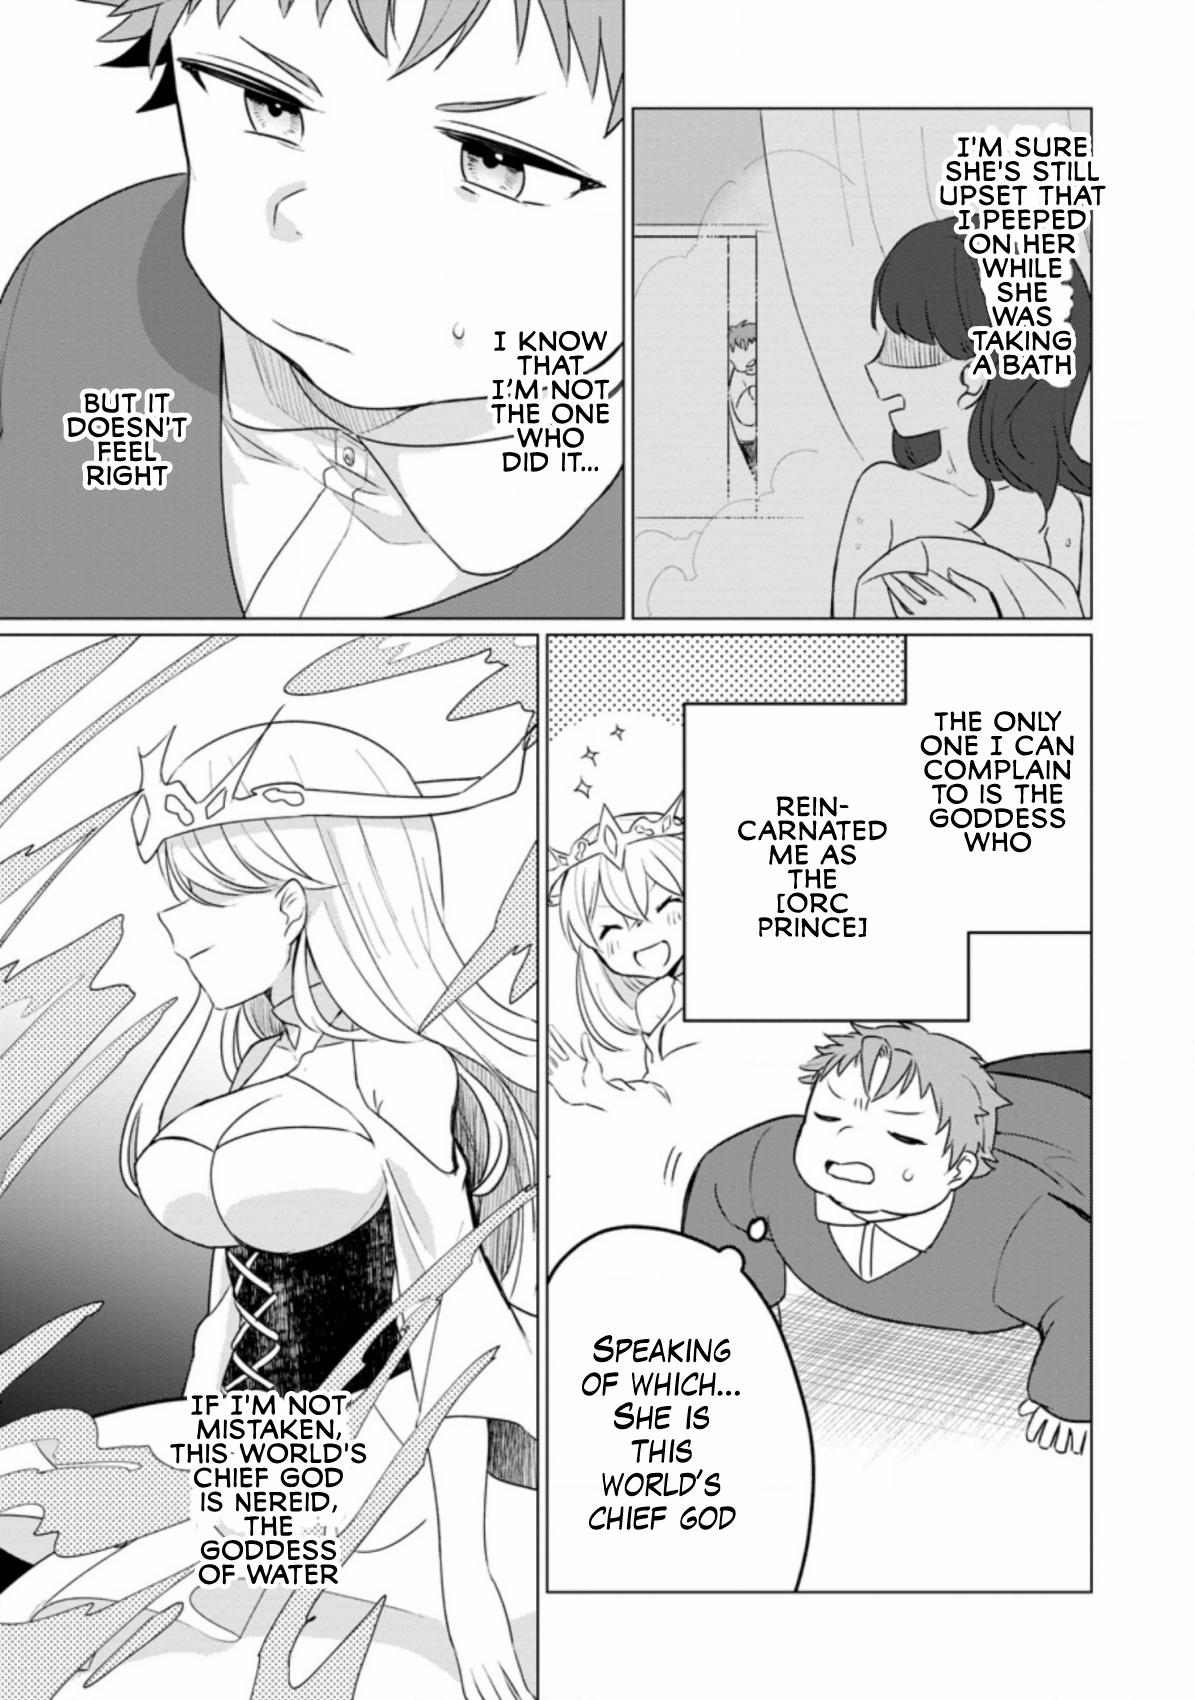 I'M SURE
SHE'S STILL
UPSET THAT
I PEEPED
ON HER
WHILE
SHE
WAS
TAKING
A BATH
I KNOW
THAT
I'M NOT
THE ONE
WHO
DID IT...
BUT IT
DOESN'T
FEEL
RIGHT
THE ONLY
ONE I CAN
COMPLAIN
TO IS THE
GODDESS
WHO
REIN-
CARNATED
ME AS
THE
[ORC
PRINCE]
SPEAKING
OF WHICH...
SHE IS
THIS
WORLD'S
CHIEF GOD
IF I'M NOT
MISTAKEN,
THIS WORLD'S
CHIEF GOD
IS NEREID,
THE
GODDESS
OF WATER